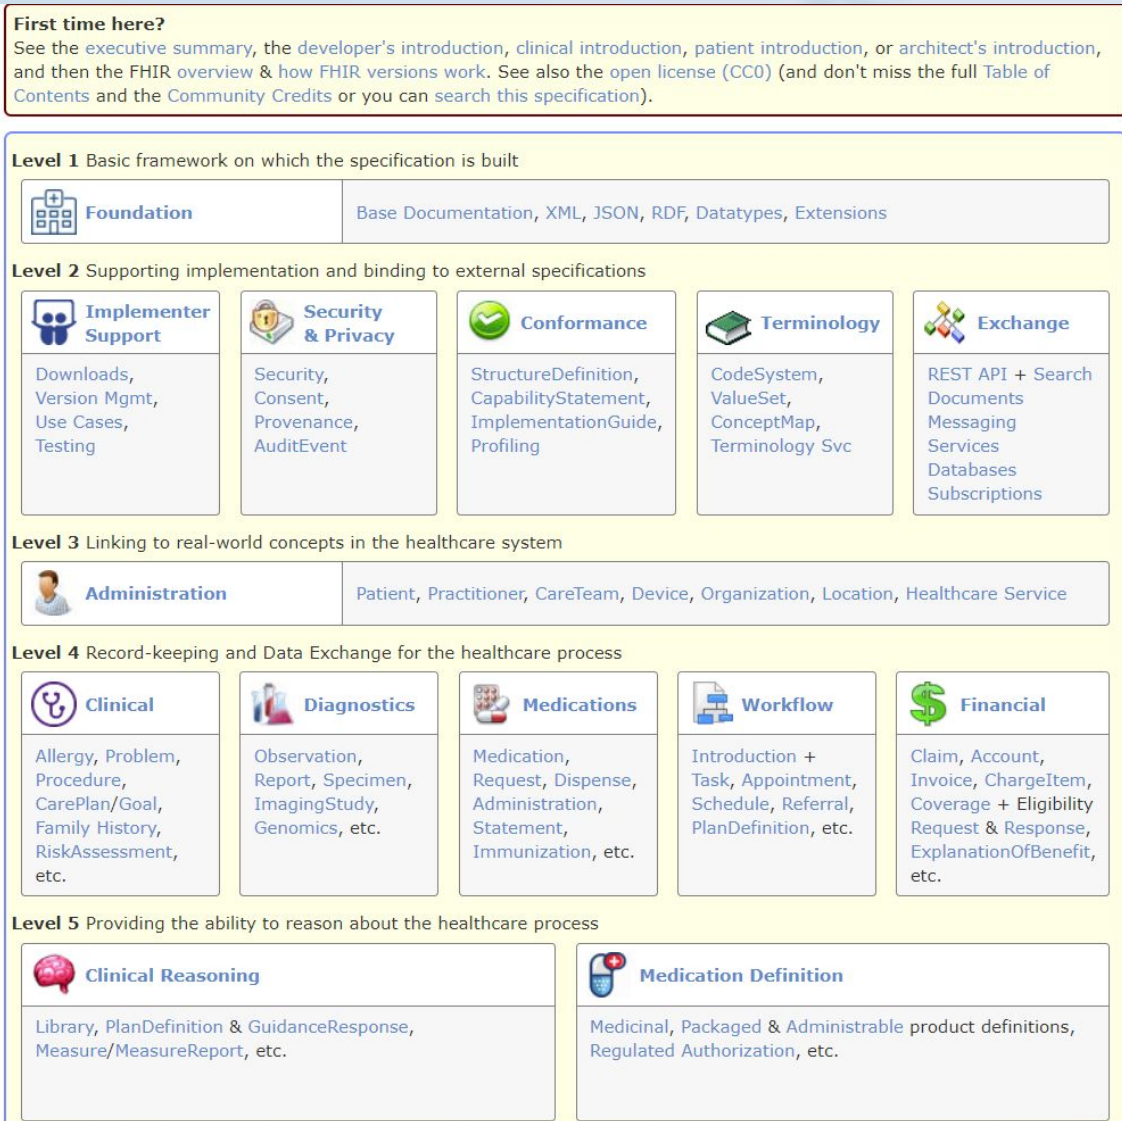 First time here?
See the executive summary, the developer's introduction, clinical introduction, patient introduction, or architect's introduction,
and then the FHIR overview & how FHIR versions work. See also the open license (CC0) (and don't miss the full Table of
Contents and the Community Credits or you can search this specification).
Level 1 Basic framework on which the specification is built
Foundation
Base Documentation, XML, JSON, RDF, Datatypes, Extensions
Level 2 Supporting implementation and binding to external specifications
Implementer
Support
Downloads,
Version Mgmt,
Use Cases,
Testing
Security
& Privacy
Security,
Consent,
Provenance,
AuditEvent
Conformance
StructureDefinition,
CapabilityStatement,
ImplementationGuide,
Profiling
Terminology
CodeSystem,
ValueSet,
ConceptMap,
Terminology Svc
Exchange
REST API + Search
Documents
Messaging
Services
Databases
Subscriptions
Level 3 Linking to real-world concepts in the healthcare system
Administration
Patient, Practitioner, CareTeam, Device, Organization, Location, Healthcare Service
Level 4 Record-keeping and Data Exchange for the healthcare process
Clinical
Allergy, Problem,
Procedure,
CarePlan/Goal,
Family History,
RiskAssessment,
etc.
Diagnostics
Observation,
Report, Specimen,
ImagingStudy,
Genomics, etc.
Medications
Medication,
Request, Dispense,
Administration,
Statement,
Immunization, etc.
Workflow
Introduction +
Task, Appointment,
Schedule, Referral,
PlanDefinition, etc.
Financial
Claim, Account,
Invoice, ChargeItem,
Coverage + Eligibility
Request & Response,
ExplanationOfBenefit,
etc.
Level 5 Providing the ability to reason about the healthcare process
Clinical Reasoning
Library, PlanDefinition & GuidanceResponse,
Measure/MeasureReport, etc.
Medication Definition
Medicinal, Packaged & Administrable product definitions,
Regulated Authorization, etc.